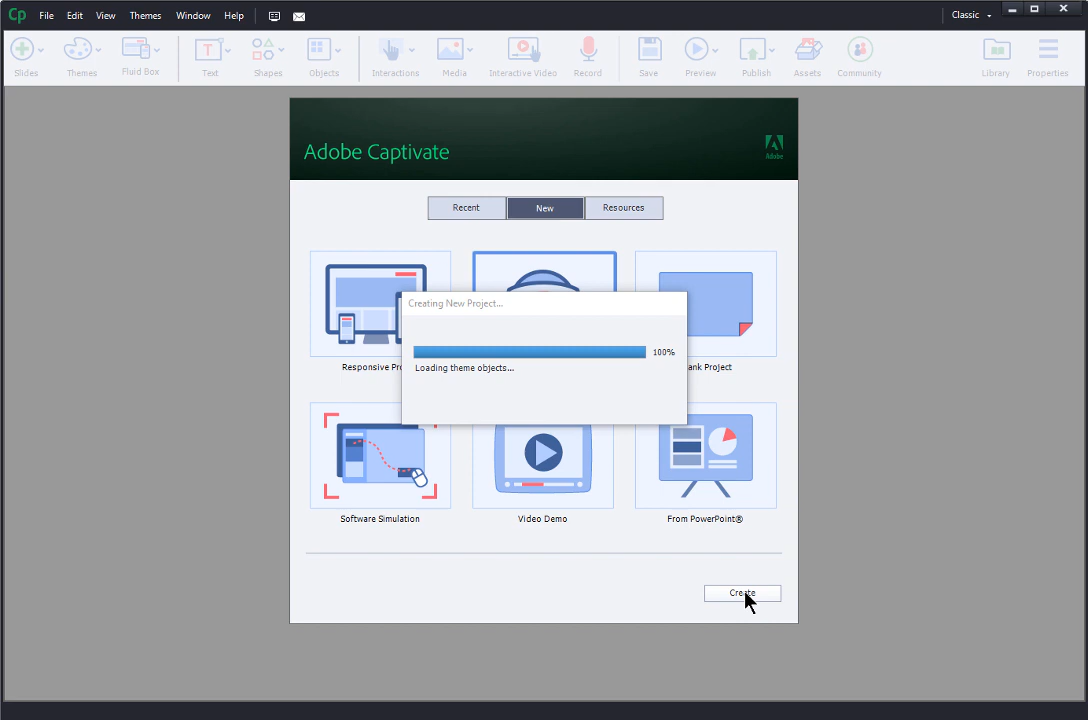 Cp File Edit View Themes Window Help Classic
Slides Themes Fluid Box Text Shapes Objects Interactions Media Interactive Video Record Save Preview Publish Assets Community Library Properties
Adobe Captivate
Adobe
Recent New Resources
Creating New Project...
100%
Loading theme objects...
Responsive Pro
ank Project
Software Simulation Video Demo From PowerPoint®
Create